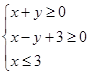 x + y ≥ 0
x − y + 3 ≥ 0
x ≤ 3